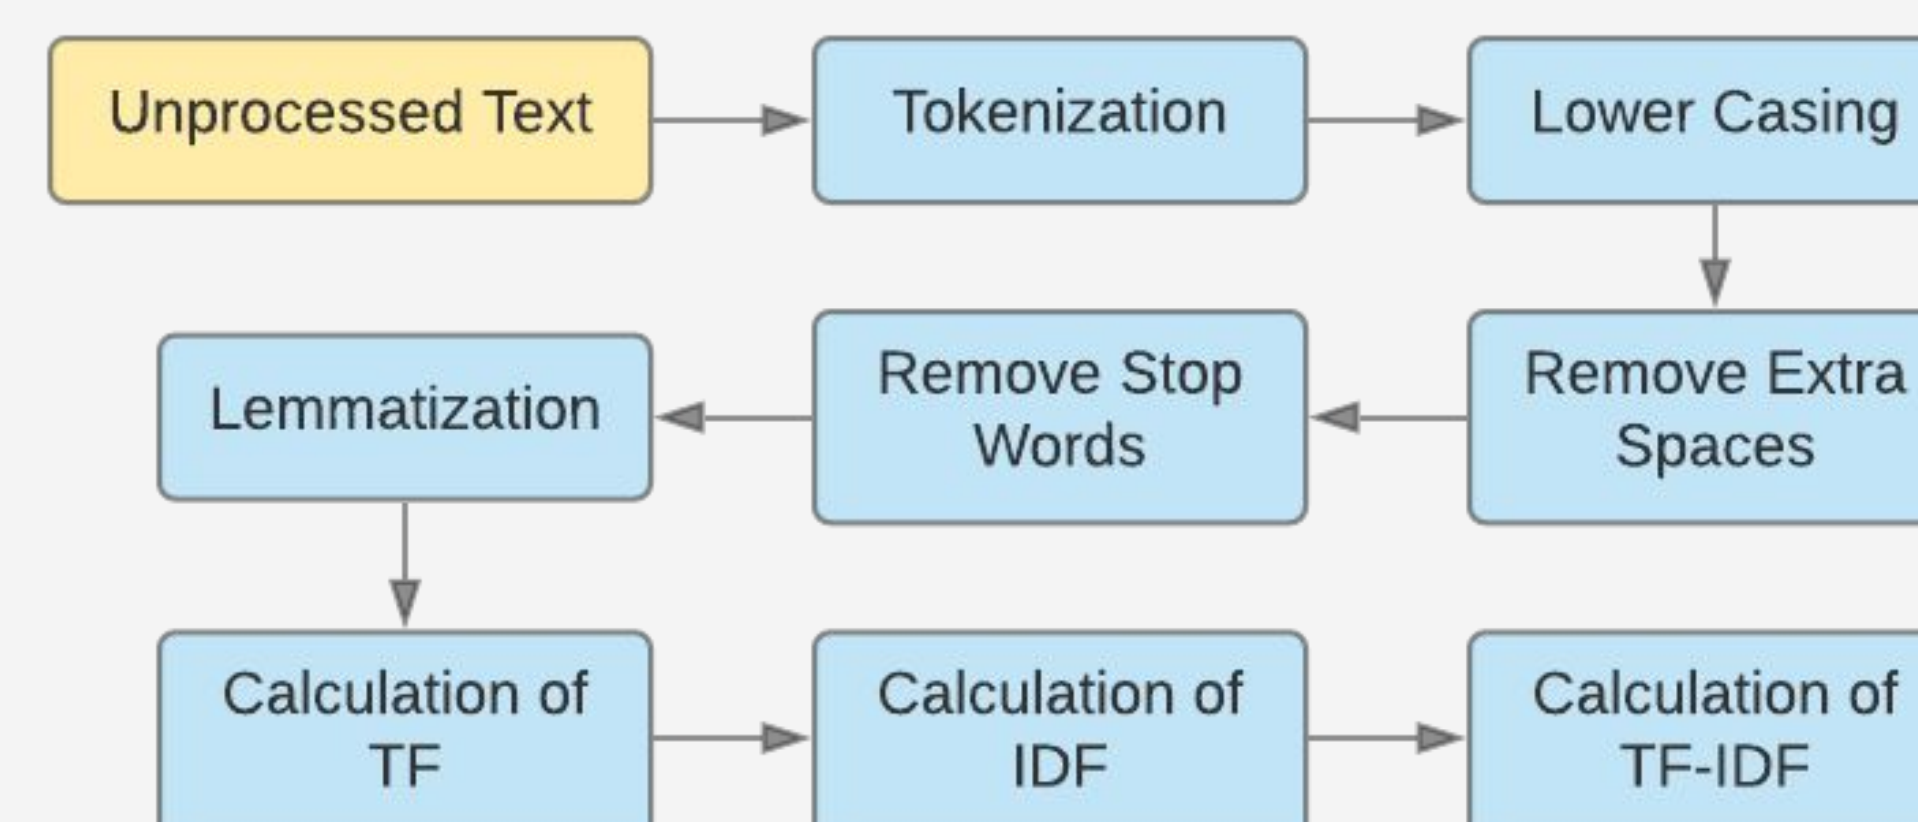 Unprocessed Text
Tokenization
Lower Casing
Remove Extra
Spaces
Remove Stop
Words
Lemmatization
Calculation of
TF
Calculation of
IDF
Calculation of
TF-IDF